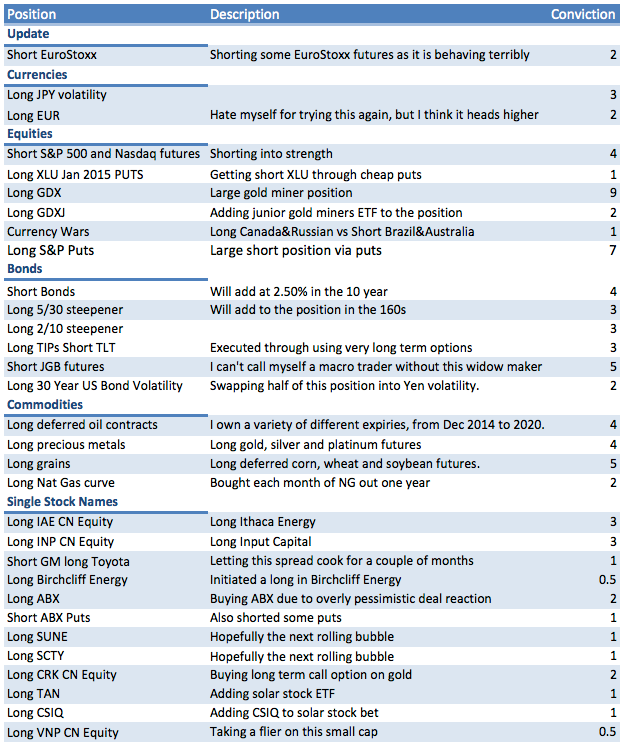 Position Description Conviction
Update
Short EuroStoxx Shorting some EuroStoxx futures as it is behaving terribly 2
Currencies
Long JPY volatility 3
Long EUR Hate myself for trying this again, but I think it heads higher 2
Equities
Short S&P 500 and Nasdaq futures Shorting into strength 4
Long XLU Jan 2015 PUTS Getting short XLU through cheap puts 1
Long GDX Large gold miner position 9
Long GDXJ Adding junior gold miners ETF to the position 2
Currency Wars Long Canada&Russian vs Short Brazil&Australia 1
Long S&P Puts Large short position via puts 7
Bonds
Short Bonds Will add at 2.50% in the 10 year 4
Long 5/30 steepener Will add to the position in the 160s 3
Long 2/10 steepener 3
Long TIPs Short TLT Executed through using very long term options 3
Short JGB futures I can't call myself a macro trader without this widow maker 5
Long 30 Year US Bond Volatility Swapping half of this position into Yen volatility. 2
Commodities
Long deferred oil contracts I own a variety of different expiries, from Dec 2014 to 2020. 4
Long precious metals Long gold, silver and platinum futures 4
Long grains Long deferred corn, wheat and soybean futures. 5
Long Nat Gas curve Bought each month of NG out one year 2
Single Stock Names
Long IAE CN Equity Long Ithaca Energy 3
Long INP CN Equity Long Input Capital 3
Short GM long Toyota Letting this spread cook for a couple of months 1
Long Birchcliff Energy Initiated a long in Birchcliff Energy 0.5
Long ABX Buying ABX due to overly pessimistic deal reaction 2
Short ABX Puts Also shorted some puts 1
Long SUNE Hopefully the next rolling bubble 1
Long SCTY Hopefully the next rolling bubble 1
Long CRK CN Equity Buying long term call option on gold 2
Long TAN Adding solar stock ETF 1
Long CSIQ Adding CSIQ to solar stock bet 1
Long VNP CN Equity Taking a flier on this small cap 0.5